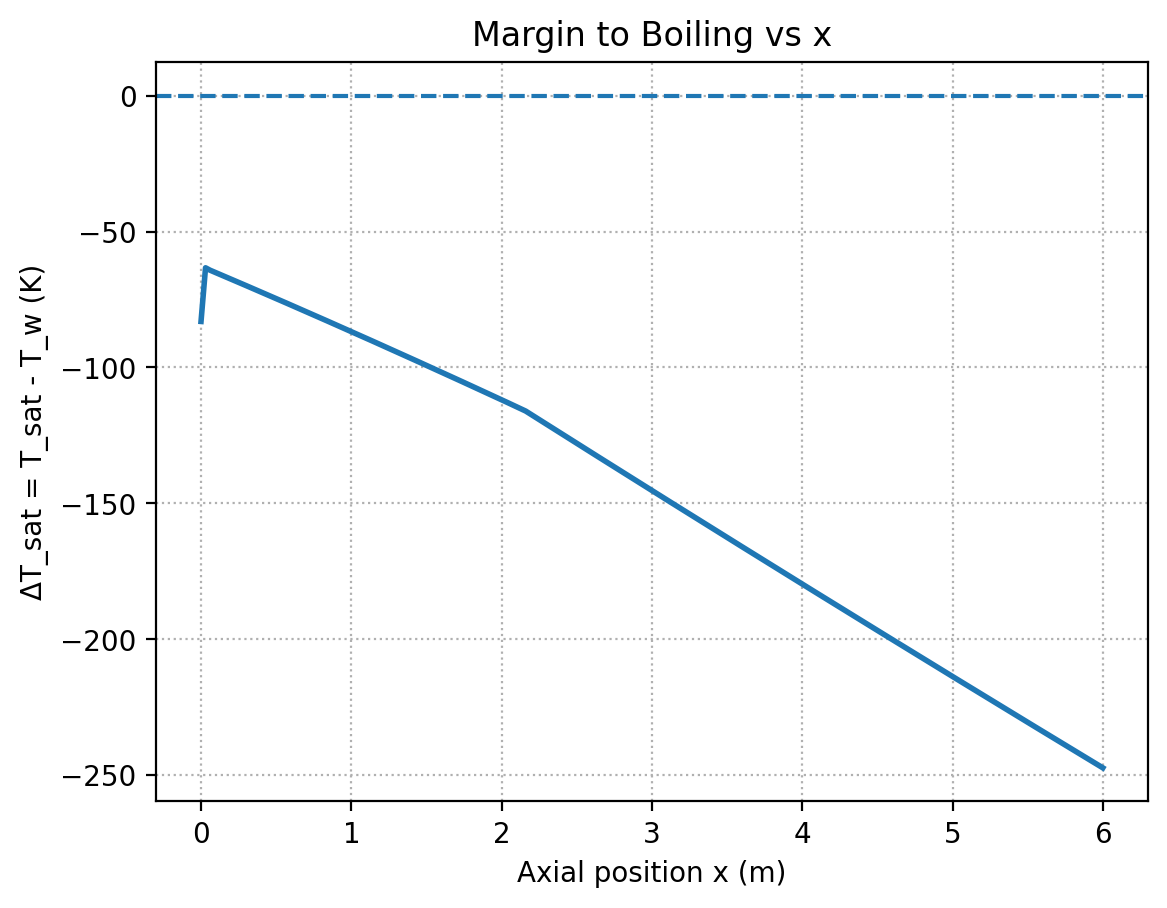 Margin to Boiling vs x
ΔT_sat = T_sat - T_w (K)
0
−50
−100
−150
−200
−250
0 1 2 3 4 5 6
Axial position x (m)